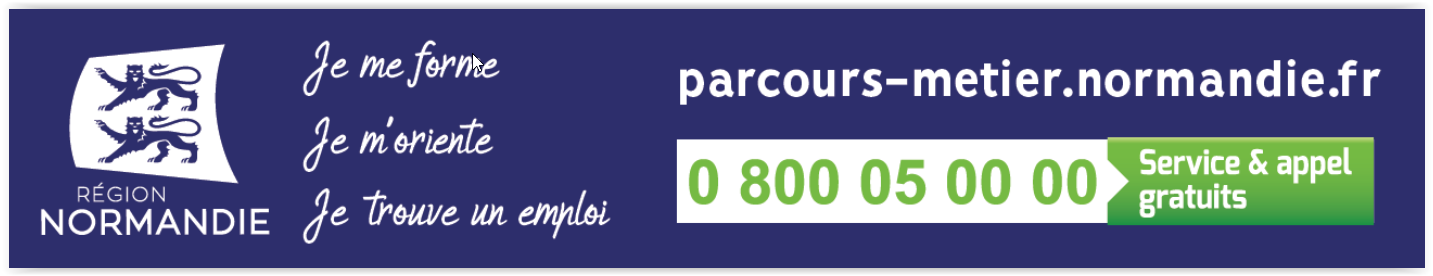 RÉGION
NORMANDIE
Je me forme
Je m'oriente
Je trouve un emploi
parcours-metier.normandie.fr
0 800 05 00 00
Service & appel
gratuits